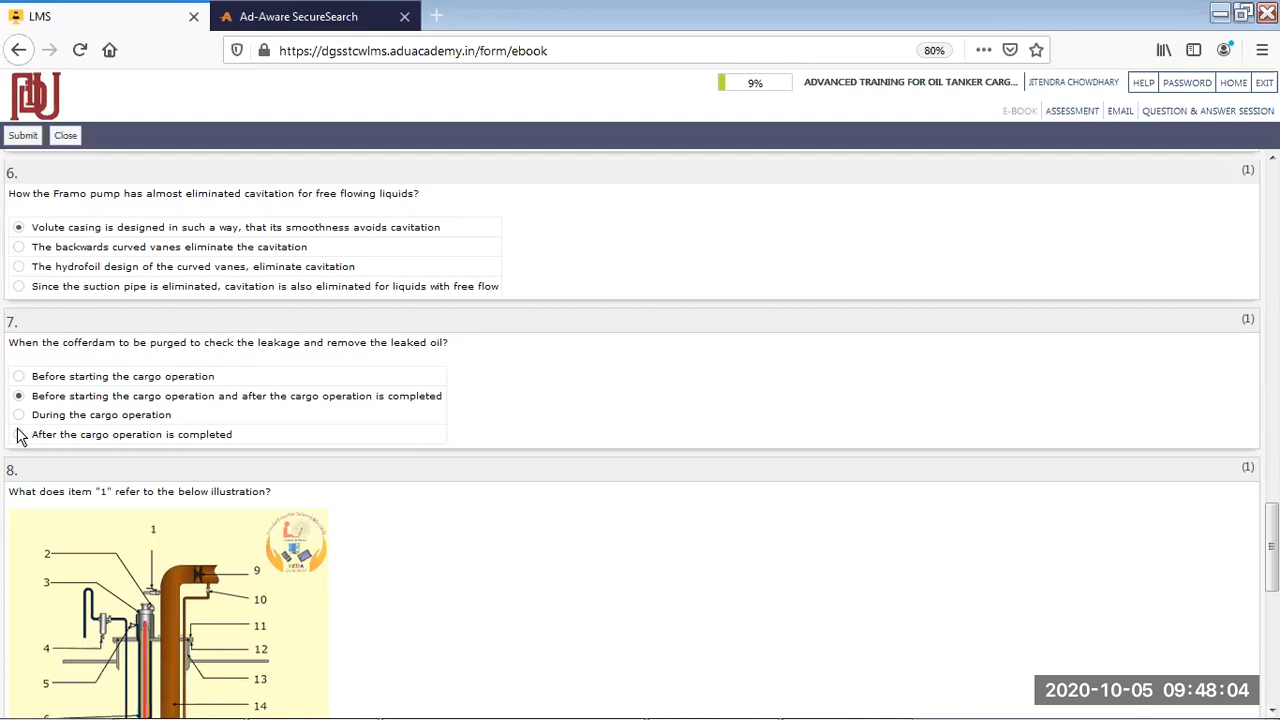 LMS
Ad-Aware SecureSearch
https://dgsstcwlms.aduacademy.in/form/ebook
80%
9%
ADVANCED TRAINING FOR OIL TANKER CARG...
JITENDRA CHOWDHARY
HELP
PASSWORD
HOME
EXIT
E-BOOK
ASSESSMENT
EMAIL
QUESTION & ANSWER SESSION
Submit
Close
6.
(1)
How the Framo pump has almost eliminated cavitation for free flowing liquids?
Volute casing is designed in such a way, that its smoothness avoids cavitation
The backwards curved vanes eliminate the cavitation
The hydrofoil design of the curved vanes, eliminate cavitation
Since the suction pipe is eliminated, cavitation is also eliminated for liquids with free flow
7.
(1)
When the cofferdam to be purged to check the leakage and remove the leaked oil?
Before starting the cargo operation
Before starting the cargo operation and after the cargo operation is completed
During the cargo operation
After the cargo operation is completed
8.
(1)
What does item "1" refer to the below illustration?
1
2
9
3
10
11
4
12
5
13
14
2020-10-05 09:48:04